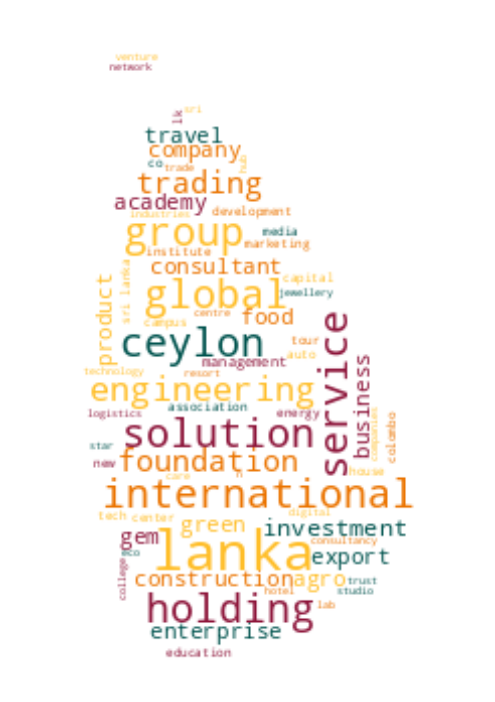 venture
network
sri
lk
travel
company
co
trade
hub
trading
academy
industries development
group
media
marketing
institute
consultant
sri lanka
product
capital
global
jewellery
centre
food
campus
ceylon
tour
auto
management
service
technology
resort
engineering
business
association
logistics
energy
companies
colombo
solution
star
new
foundation
house
care
n
international
tech center
digital
green
investment
gem
lanka
consultancy
eco
export
college
construction
agro
trust
hotel
studio
holding
lab
enterprise
education